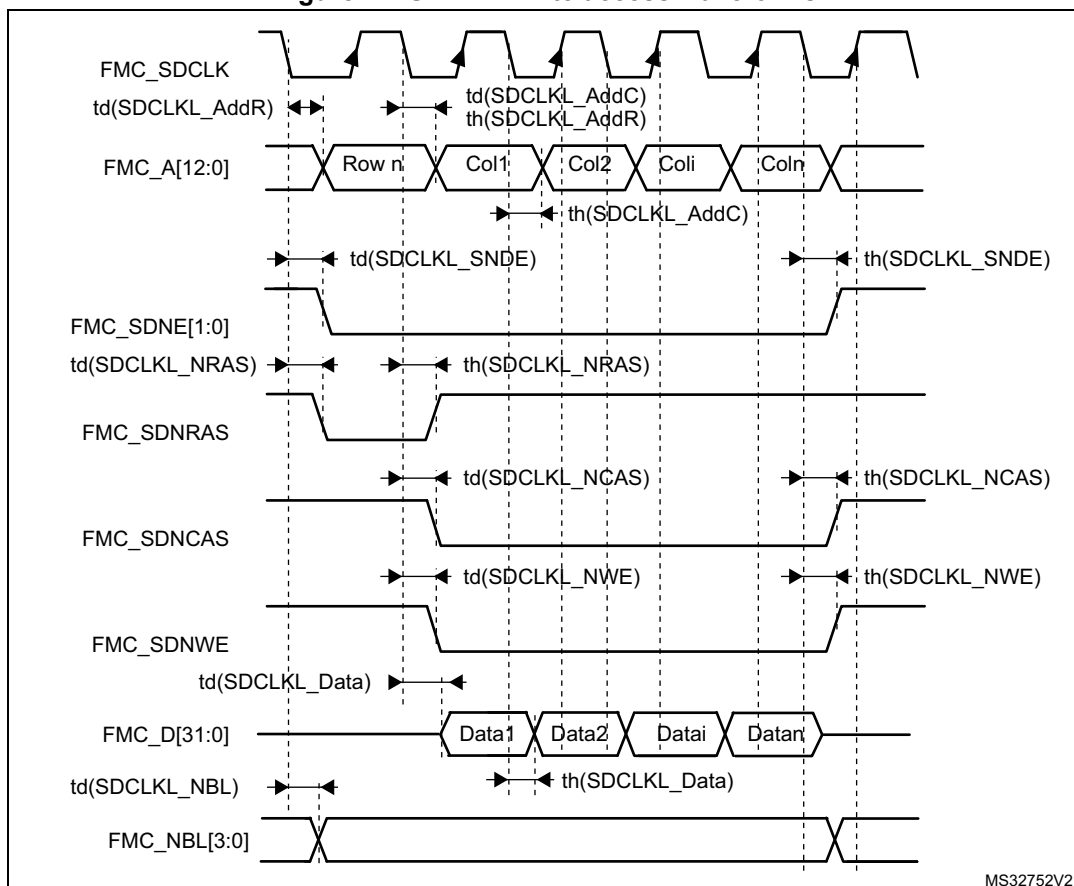 FMC_SDCLK
td(SDCLKL_AddR)
td(SDCLKL_AddC)
th(SDCLKL_AddR)
FMC_A[12:0]
Row n
Col1
Col2
Coli
Coln
th(SDCLKL_AddC)
td(SDCLKL_SNDE)
th(SDCLKL_SNDE)
FMC_SDNE[1:0]
td(SDCLKL_NRAS)
th(SDCLKL_NRAS)
FMC_SDNRAS
td(SDCLKL_NCAS)
th(SDCLKL_NCAS)
FMC_SDNCAS
td(SDCLKL_NWE)
th(SDCLKL_NWE)
FMC_SDNWE
td(SDCLKL_Data)
FMC_D[31:0]
Data1
Data2
Datai
Datan
td(SDCLKL_NBL)
th(SDCLKL_Data)
FMC_NBL[3:0]
MS32752V2